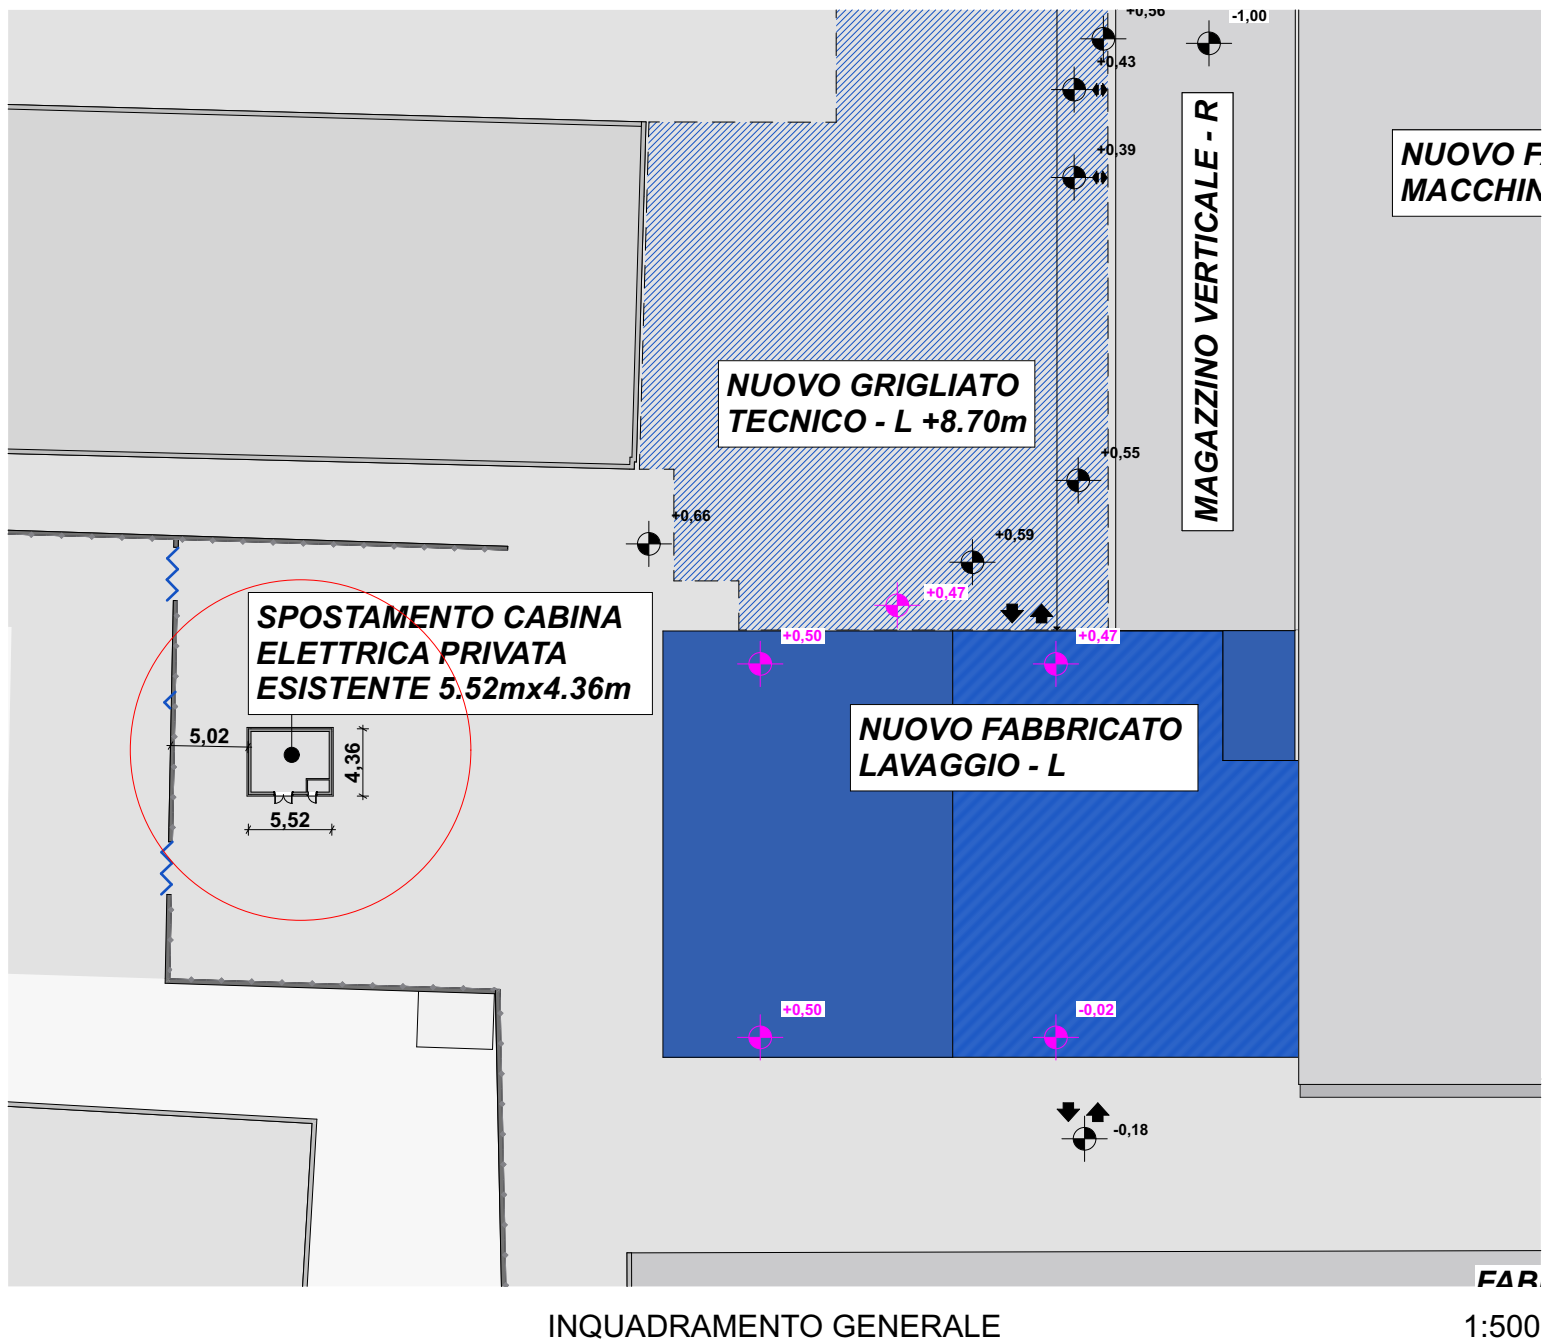 +0,56
-1,00
+0,43
+0,39
MAGAZZINO VERTICALE - R
NUOVO
NUOVO GRIGLIATO
TECNICO - L +8.70m
+0,55
+0,66
+0,59
+0,47
SPOSTAMENTO CABINA
ELETTRICA PRIVATA
ESISTENTE 5.52mx4.36m
+0,50
+0,47
5,02
4,36
5,52
NUOVO FABBRICATO
LAVAGGIO - L
+0,50
-0,02
-0,18
INQUADRAMENTO GENERALE
1:500